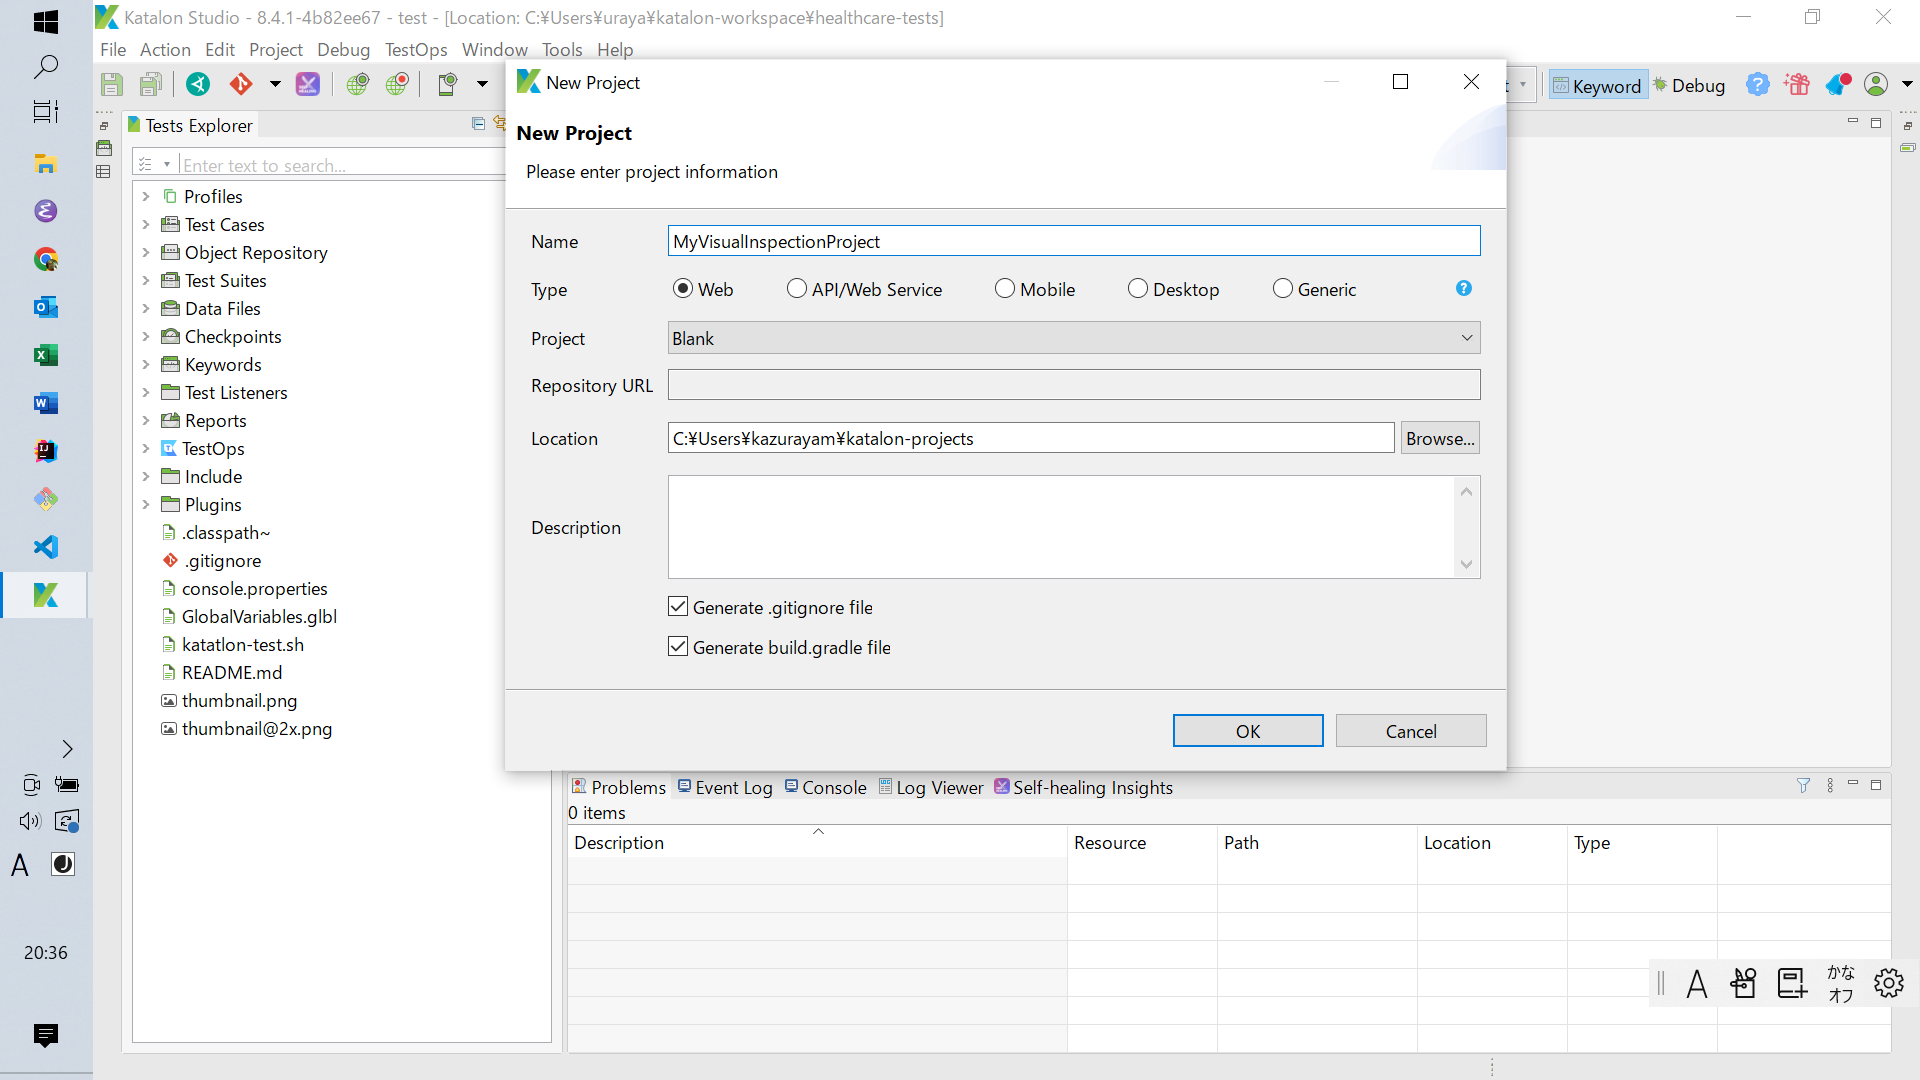 Katalon Studio - 8.4.1-4b82ee67 - test - [Location: C:¥Users¥uraya¥katalon-workspace¥healthcare-tests]
File Action Edit Project Debug TestOps Window Tools Help
Keyword Debug
Tests Explorer
Enter text to search...
Profiles
Test Cases
Object Repository
Test Suites
Data Files
Checkpoints
Keywords
Test Listeners
Reports
TestOps
Include
Plugins
.classpath~
.gitignore
console.properties
GlobalVariables.glbl
katatlon-test.sh
README.md
thumbnail.png
thumbnail@2x.png
New Project
New Project
Please enter project information
Name MyVisualInspectionProject
Type Web API/Web Service Mobile Desktop Generic
Project Blank
Repository URL
Location C:¥Users¥kazurayam¥katalon-projects Browse...
Description
Generate .gitignore file
Generate build.gradle file
OK Cancel
Problems Event Log Console Log Viewer Self-healing Insights
0 items
Description Resource Path Location Type
A
20:36
A かな
オフ